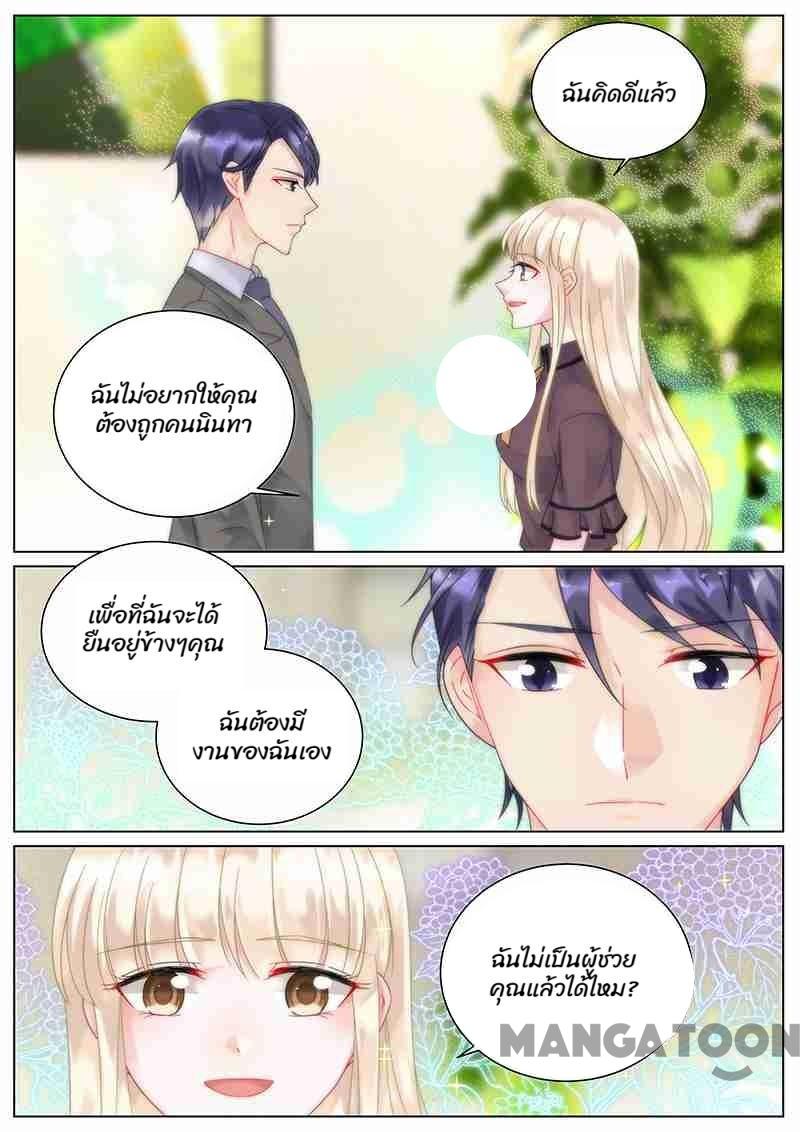 ฉันคิดดีแล้ว
ฉันไม่อยากให้คุณ
ต้องถูกคนนินทา
เพื่อที่ฉันจะได้
ยืนอยู่ข้างๆคุณ
ฉันต้องมี
งานของฉันเอง
ฉันไม่เป็นผู้ช่วย
คุณแล้วได้ไหม?
MANGATOON